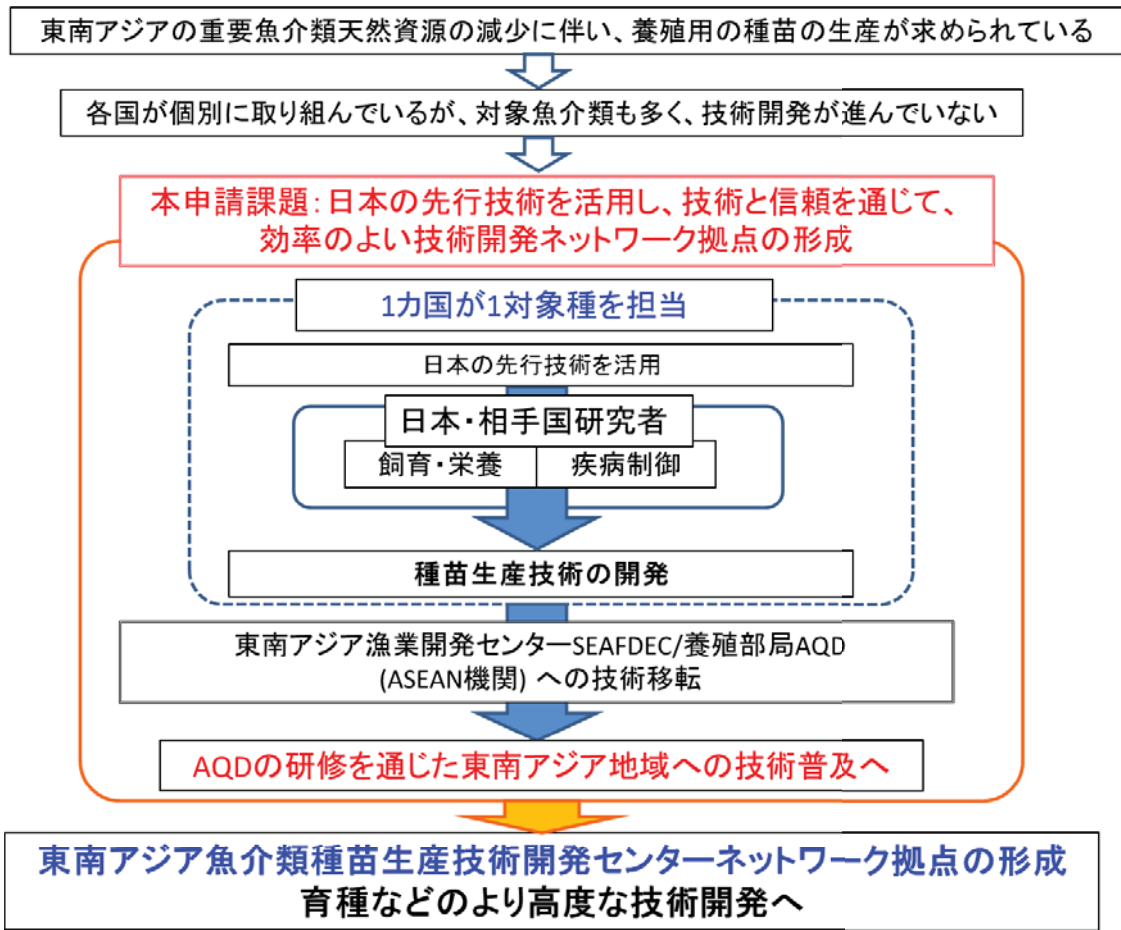 東南アジアの重要魚介類天然資源の減少に伴い、養殖用の種苗の生産が求められている
各国が個別に取り組んでいるが、対象魚介類も多く、技術開発が進んでいない
本申請課題：日本の先行技術を活用し、技術と信頼を通じて、
効率のよい技術開発ネットワーク拠点の形成
1カ国が1対象種を担当
日本の先行技術を活用
日本・相手国研究者
飼育・栄養
疾病制御
種苗生産技術の開発
東南アジア漁業開発センターSEAFDEC/養殖部局AQD
(ASEAN機関) への技術移転
AQDの研修を通じた東南アジア地域への技術普及へ
東南アジア魚介類種苗生産技術開発センターネットワーク拠点の形成
育種などのより高度な技術開発へ